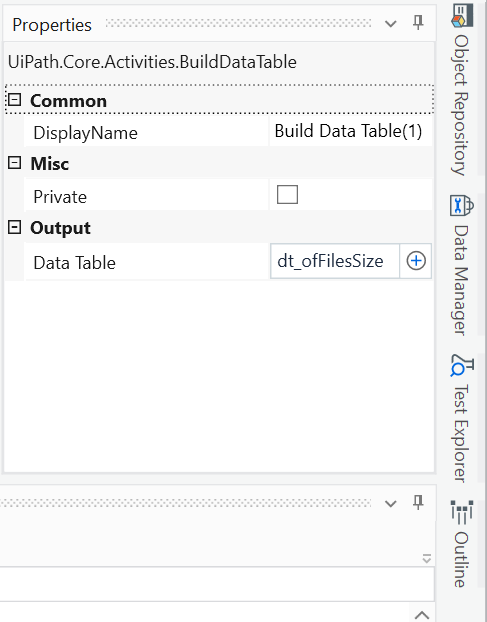 Properties
UiPath.Core.Activities.BuildDataTable
Common
DisplayName Build Data Table(1)
Misc
Private
Output
Data Table dt_ofFilesSize
Object Repository
Data Manager
Test Explorer
Outline